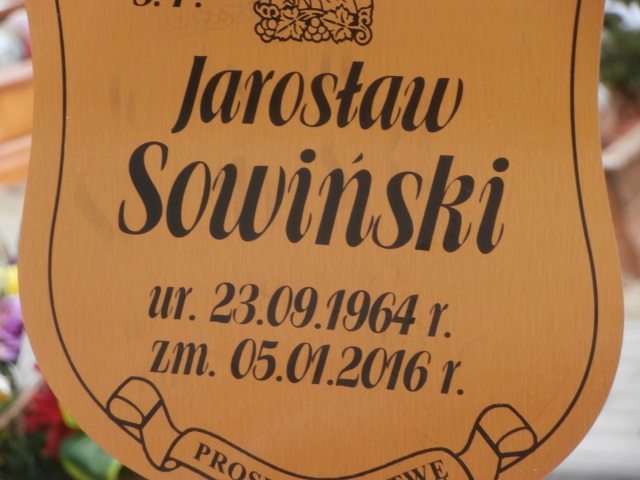 Jarosław
Sowiński
ur. 23.09.1964 r.
zm. 05.01.2016 r.